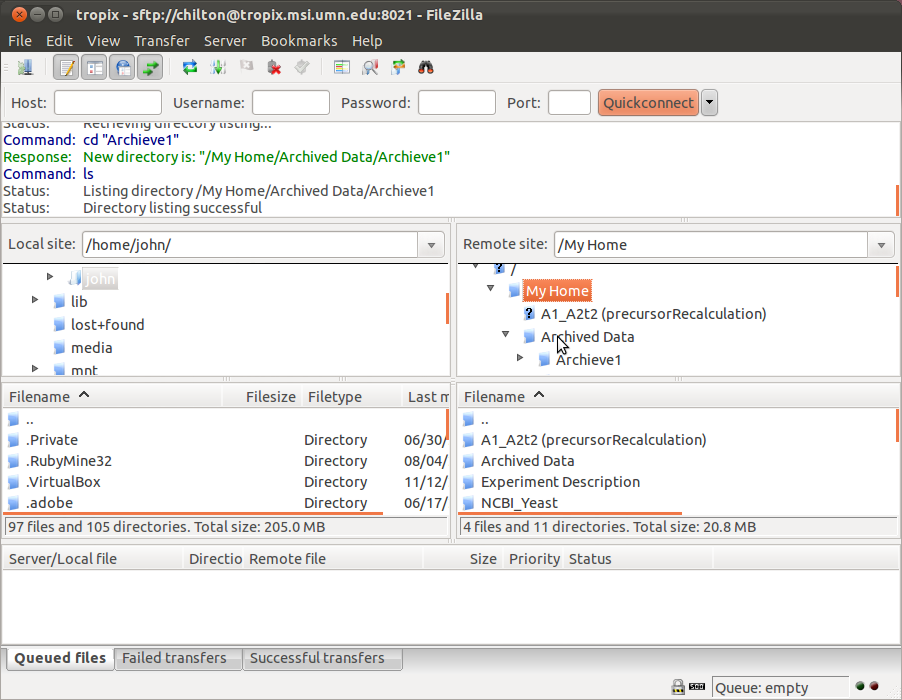 tropix - sftp://chilton@tropix.msi.umn.edu:8021 - FileZilla
File Edit View Transfer Server Bookmarks Help
Host: Username: Password: Port: Quickconnect
Status: Retrieving directory listing...
Command: cd "Archieve1"
Response: New directory is: "/My Home/Archived Data/Archieve1"
Command: ls
Status: Listing directory /My Home/Archived Data/Archieve1
Status: Directory listing successful
Local site: /home/john/
john
lib
lost+found
media
mnt
Remote site: /My Home
/
My Home
A1_A2t2 (precursorRecalculation)
Archived Data
Archieve1
Filename Filesize Filetype Last m
..
.Private Directory 06/30/
.RubyMine32 Directory 08/04/
.VirtualBox Directory 11/12/
.adobe Directory 06/17/
97 files and 105 directories. Total size: 205.0 MB
Filename
..
A1_A2t2 (precursorRecalculation)
Archived Data
Experiment Description
NCBI_Yeast
4 files and 11 directories. Total size: 20.8 MB
Server/Local file Directio Remote file Size Priority Status
Queued files Failed transfers Successful transfers
Queue: empty